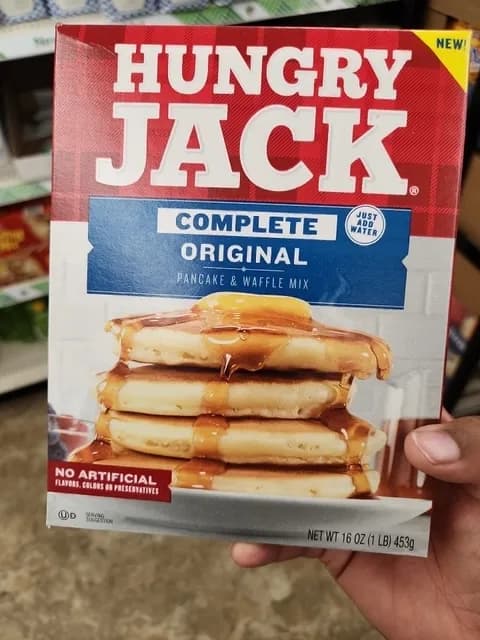 NEW!
HUNGRY
JACK®
COMPLETE
JUST
ADD
WATER
ORIGINAL
PANCAKE & WAFFLE MIX
NO ARTIFICIAL
FLAVORS, COLORS OR PRESERVATIVES
UD
SERVING
SUGGESTION
NET WT 16 OZ (1 LB) 453g